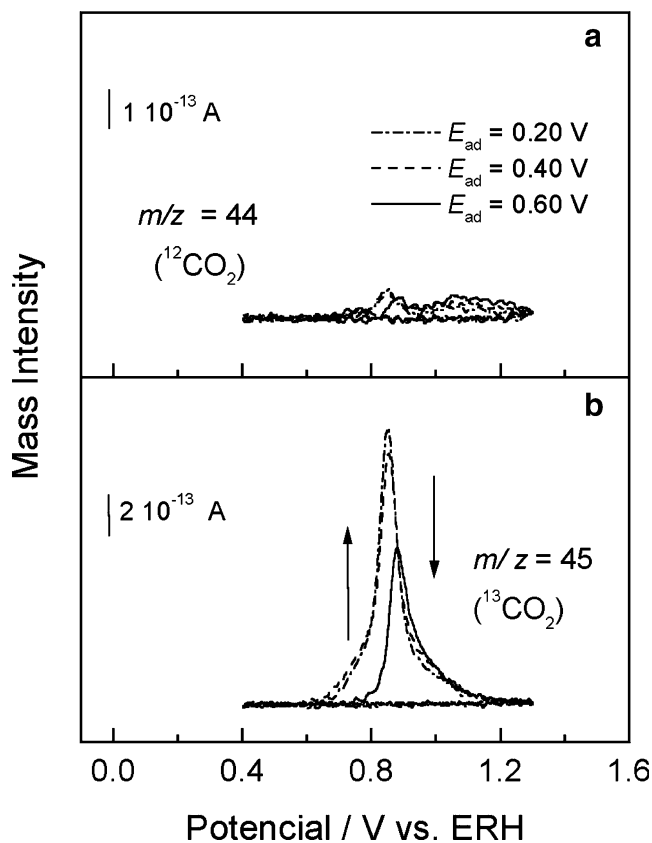 a
1 10⁻¹³ A
E_ad = 0.20 V
E_ad = 0.40 V
E_ad = 0.60 V
m/z = 44
(¹²CO₂)
Mass Intensity
b
2 10⁻¹³ A
m/ z = 45
(¹³CO₂)
0.0 0.4 0.8 1.2 1.6
Potencial / V vs. ERH